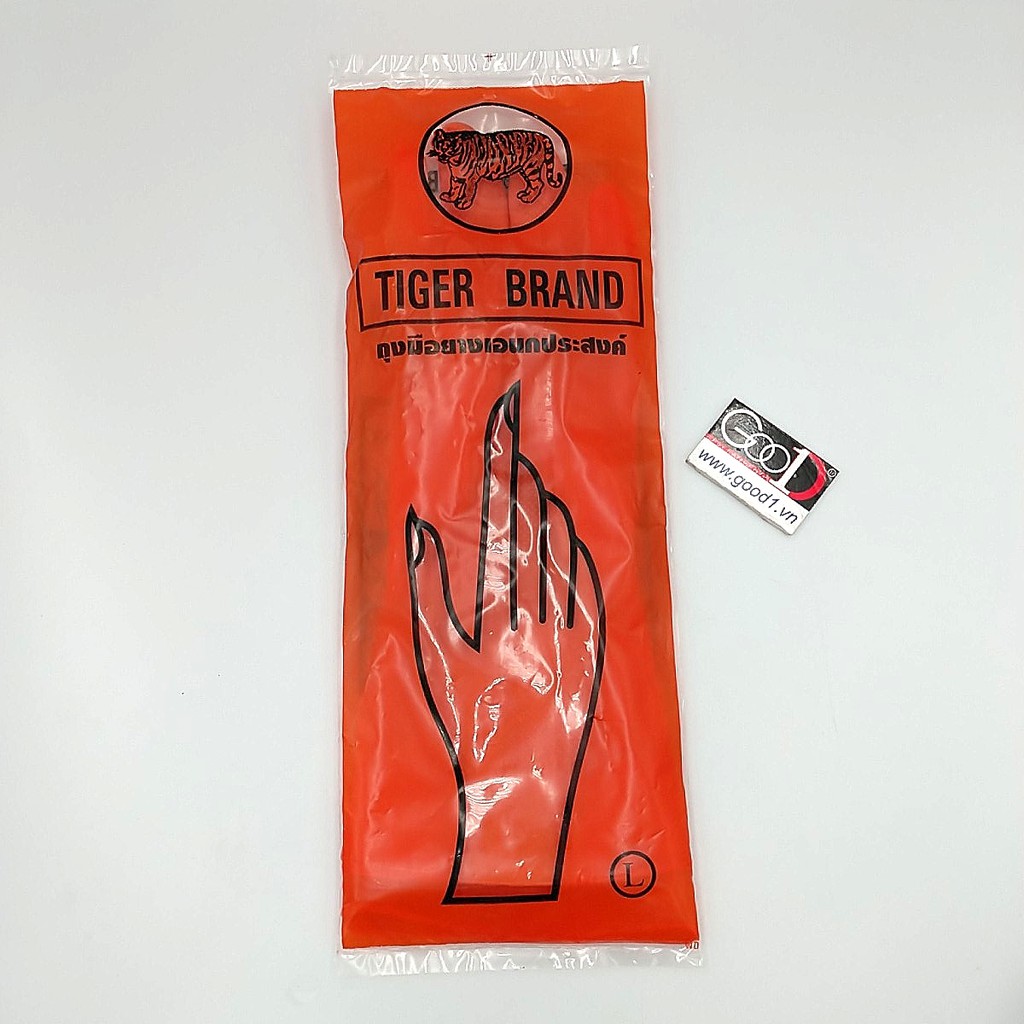 TIGER BRAND
ถุงมือยางเอนกประสงค์
L
Goo1D
www.good1.vn